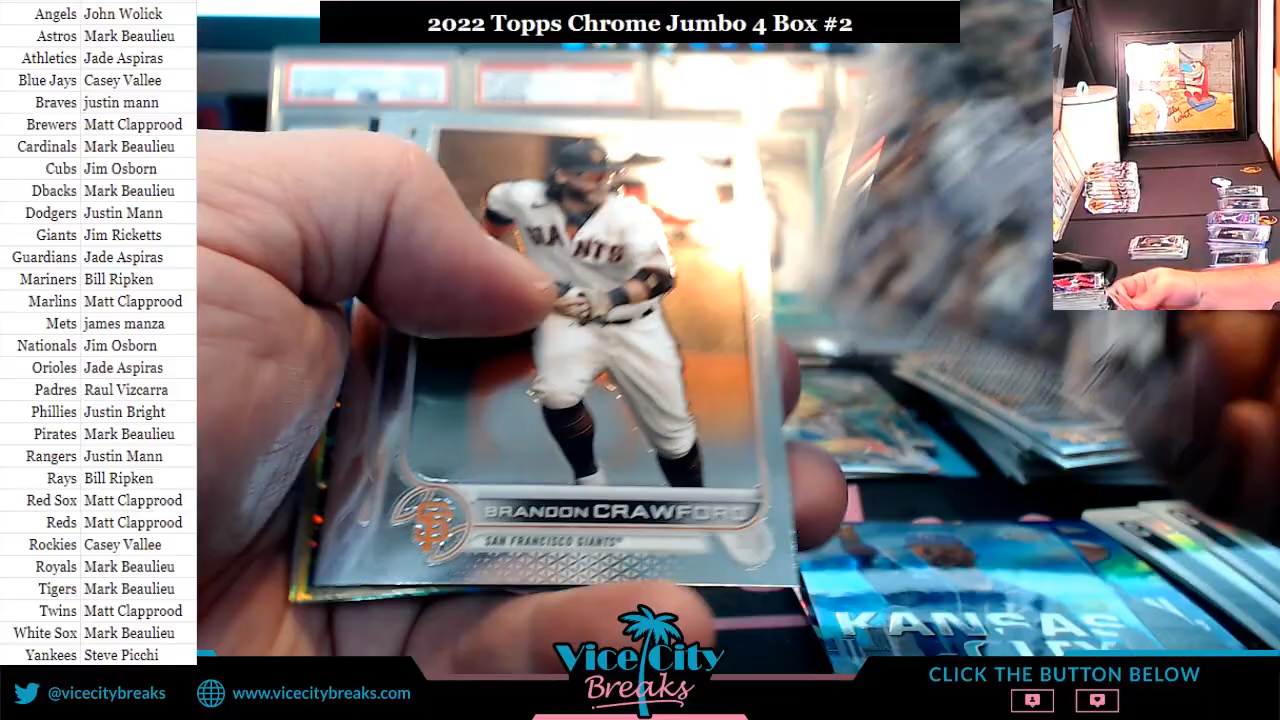 2022 Topps Chrome Jumbo 4 Box #2
Angels John Wolick
Astros Mark Beaulieu
Athletics Jade Aspiras
Blue Jays Casey Vallee
Braves justin mann
Brewers Matt Clapprood
Cardinals Mark Beaulieu
Cubs Jim Osborn
Dbacks Mark Beaulieu
Dodgers Justin Mann
Giants Jim Ricketts
Guardians Jade Aspiras
Mariners Bill Ripken
Marlins Matt Clapprood
Mets james manza
Nationals Jim Osborn
Orioles Jade Aspiras
Padres Raul Vizcarra
Phillies Justin Bright
Pirates Mark Beaulieu
Rangers Justin Mann
Rays Bill Ripken
Red Sox Matt Clapprood
Reds Matt Clapprood
Rockies Casey Vallee
Royals Mark Beaulieu
Tigers Mark Beaulieu
Twins Matt Clapprood
White Sox Mark Beaulieu
Yankees Steve Picchi
GIANTS
SF
BRANDON CRAWFORD
SAN FRANCISCO GIANTS
KANSAS
Vice City
Breaks
@vicecitybreaks
www.vicecitybreaks.com
CLICK THE BUTTON BELOW